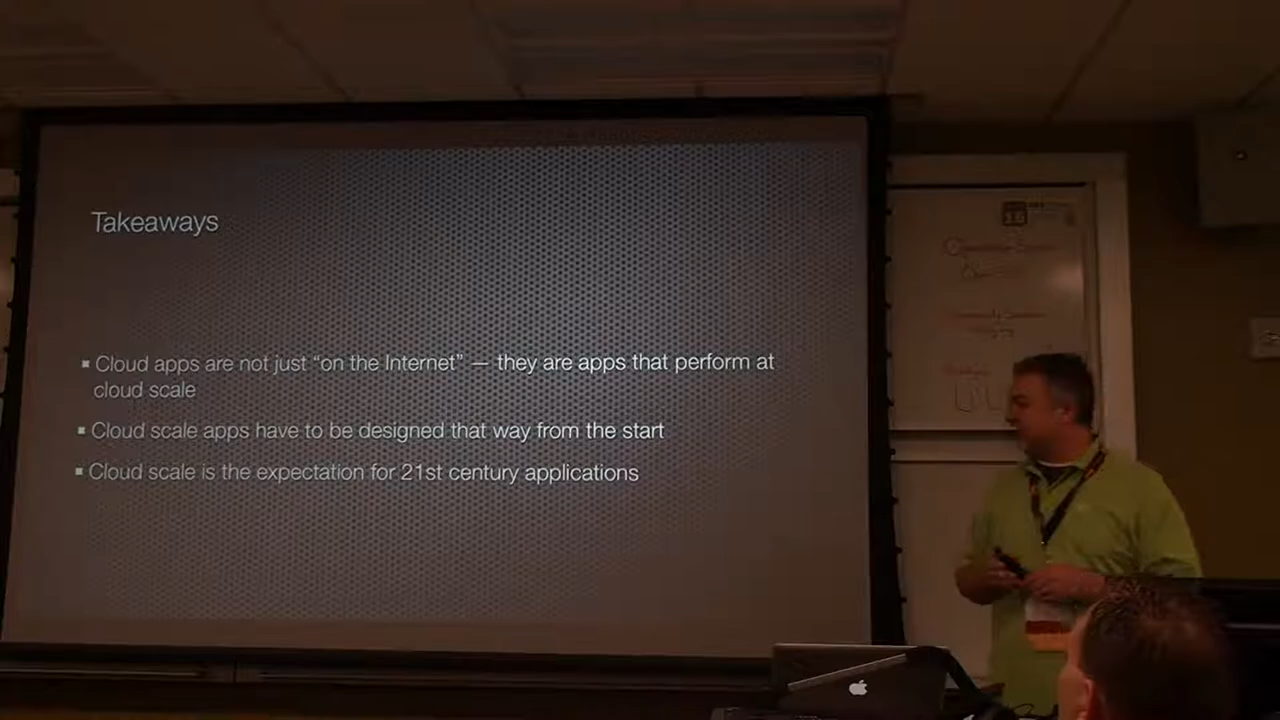 Takeaways
▪ Cloud apps are not just “on the Internet” — they are apps that perform at
cloud scale
▪ Cloud scale apps have to be designed that way from the start
▪ Cloud scale is the expectation for 21st century applications